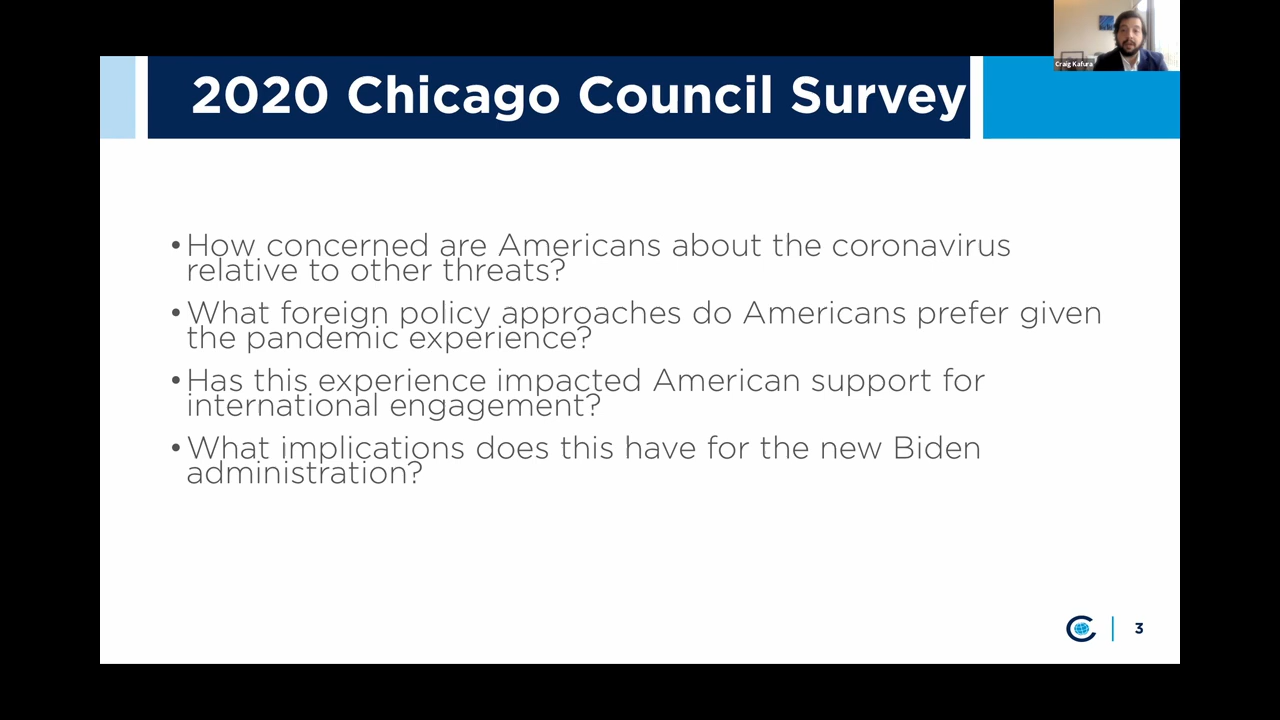 Craig Kafura
2020 Chicago Council Survey
•How concerned are Americans about the coronavirus
relative to other threats?
•What foreign policy approaches do Americans prefer given
the pandemic experience?
•Has this experience impacted American support for
international engagement?
•What implications does this have for the new Biden
administration?
3